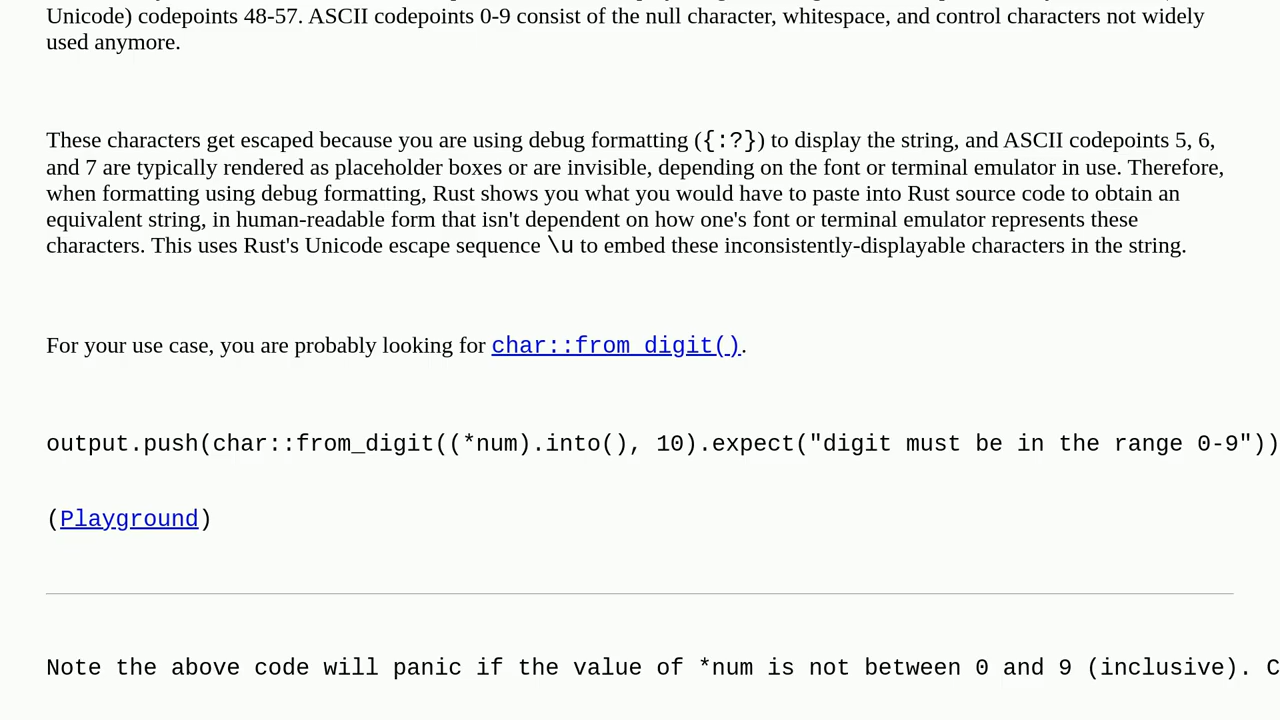 Unicode) codepoints 48-57. ASCII codepoints 0-9 consist of the null character, whitespace, and control characters not widely
used anymore.
These characters get escaped because you are using debug formatting ({:?}) to display the string, and ASCII codepoints 5, 6,
and 7 are typically rendered as placeholder boxes or are invisible, depending on the font or terminal emulator in use. Therefore,
when formatting using debug formatting, Rust shows you what you would have to paste into Rust source code to obtain an
equivalent string, in human-readable form that isn't dependent on how one's font or terminal emulator represents these
characters. This uses Rust's Unicode escape sequence \u to embed these inconsistently-displayable characters in the string.
For your use case, you are probably looking for char::from_digit().
output.push(char::from_digit((*num).into(), 10).expect("digit must be in the range 0-9"))
(Playground)
Note the above code will panic if the value of *num is not between 0 and 9 (inclusive). C